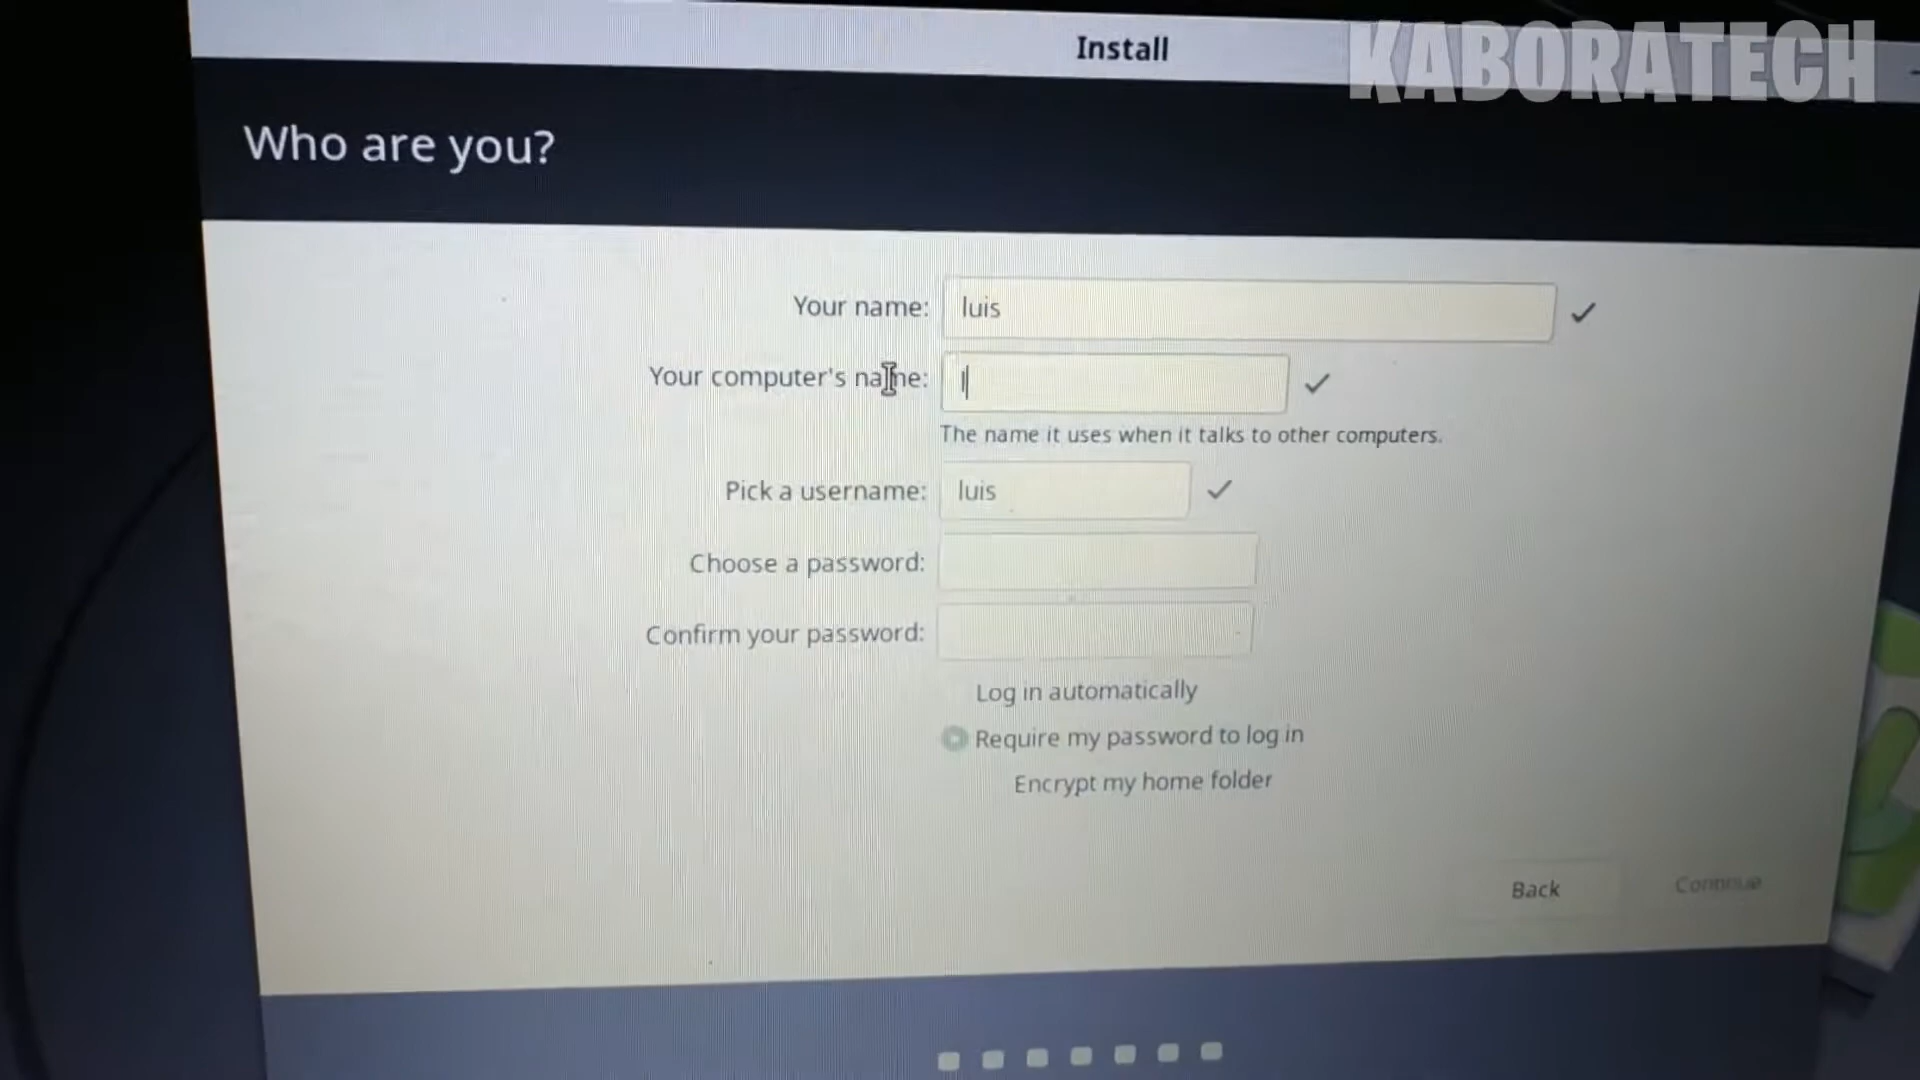 Install
KABORATECH
Who are you?
Your name: luis
Your computer's name: l
The name it uses when it talks to other computers.
Pick a username: luis
Choose a password:
Confirm your password:
Log in automatically
Require my password to log in
Encrypt my home folder
Back Continue